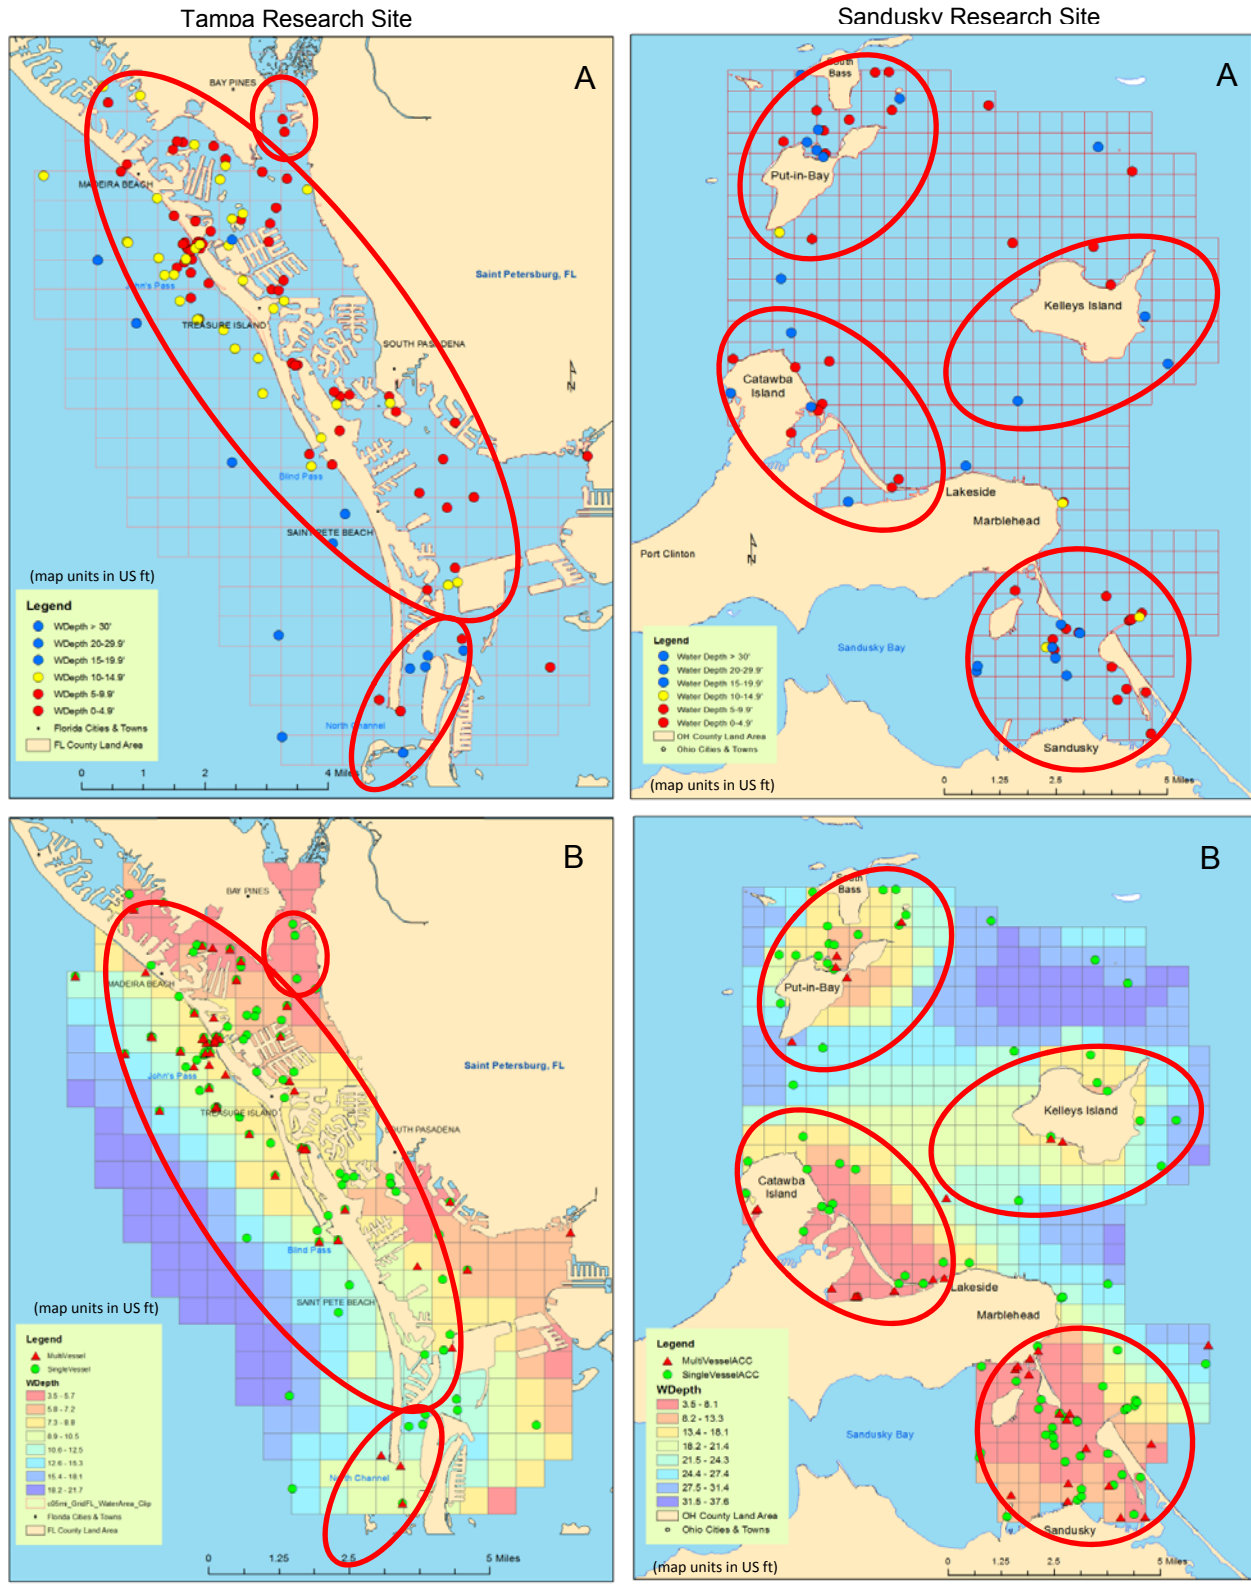 Tampa Research Site
A
BAY PINES
MADEIRA BEACH
Saint Petersburg, FL
John's Pass
TREASURE ISLAND
SOUTH PASADENA
N
Blind Pass
SAINT PETE BEACH
(map units in US ft)
Legend
WDepth > 30'
WDepth 20-29.9'
WDepth 15-19.9'
WDepth 10-14.9'
WDepth 5-9.9'
WDepth 0-4.9'
Florida Cities & Towns
FL County Land Area
North Channel
0 1 2 4 Miles
Sandusky Research Site
A
South
Bass
Put-in-Bay
Kelleys Island
Catawba
Island
Lakeside
Marblehead
Port Clinton
N
Sandusky Bay
Legend
Water Depth > 30'
Water Depth 20-29.9'
Water Depth 15-19.9'
Water Depth 10-14.9'
Water Depth 5-9.9'
Water Depth 0-4.9'
OH County Land Area
Ohio Cities & Towns
Sandusky
(map units in US ft)
0 1.25 2.5 5 Miles
B
BAY PINES
MADEIRA BEACH
Saint Petersburg, FL
John's Pass
TREASURE ISLAND
SOUTH PASADENA
Blind Pass
SAINT PETE BEACH
(map units in US ft)
Legend
MultiVessel
SingleVessel
WDepth
3.5 - 5.7
5.8 - 7.2
7.3 - 8.8
8.9 - 10.5
10.6 - 12.5
12.6 - 15.3
15.4 - 18.1
18.2 - 21.7
c05mi_GridFL_WaterArea_Clip
Florida Cities & Towns
FL County Land Area
North Channel
0 1.25 2.5 5 Miles
B
South
Bass
Put-in-Bay
Kelleys Island
Catawba
Island
Lakeside
Marblehead
Sandusky Bay
Legend
MultiVesselACC
SingleVesselACC
WDepth
3.5 - 8.1
8.2 - 13.3
13.4 - 18.1
18.2 - 21.4
21.5 - 24.3
24.4 - 27.4
27.5 - 31.4
31.5 - 37.6
OH County Land Area
Ohio Cities & Towns
Sandusky
(map units in US ft)
0 1.25 2.5 5 Miles